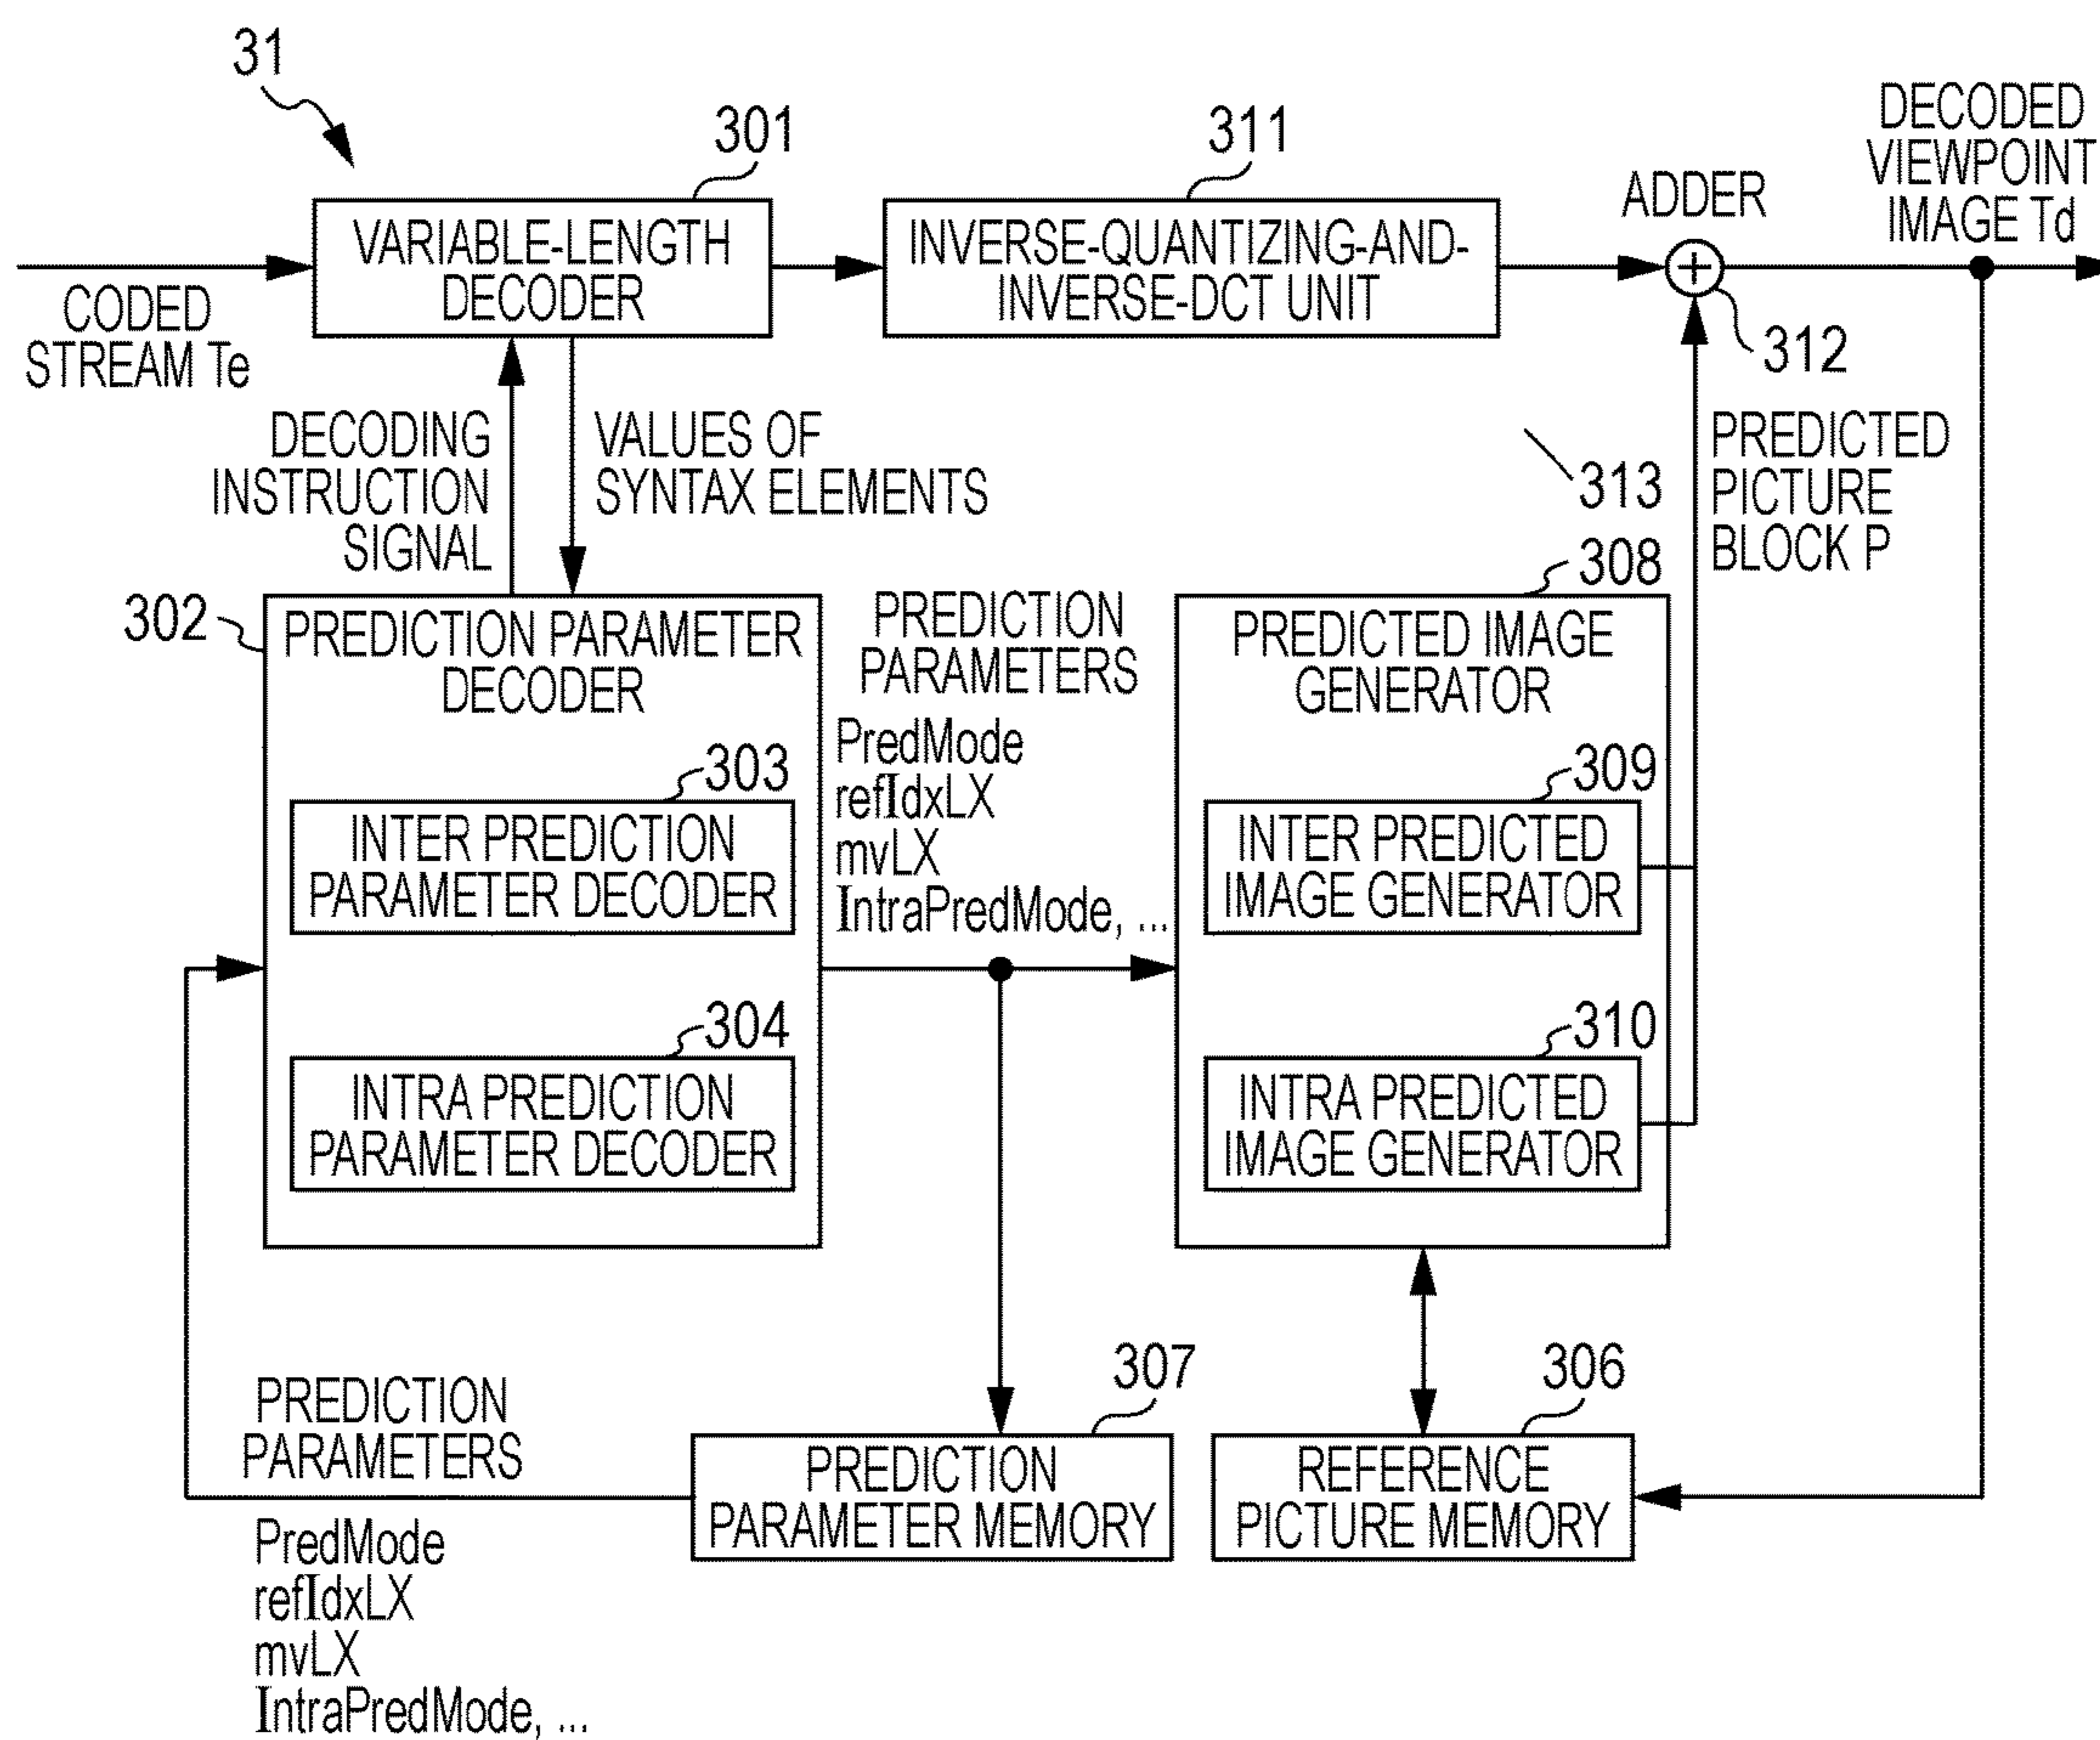 31
301
VARIABLE-LENGTH
DECODER
311
INVERSE-QUANTIZING-AND-
INVERSE-DCT UNIT
ADDER
312
DECODED
VIEWPOINT
IMAGE Td
CODED
STREAM Te
DECODING
INSTRUCTION
SIGNAL
VALUES OF
SYNTAX ELEMENTS
313
PREDICTED
PICTURE
BLOCK P
302
PREDICTION PARAMETER
DECODER
303
INTER PREDICTION
PARAMETER DECODER
304
INTRA PREDICTION
PARAMETER DECODER
PREDICTION
PARAMETERS
PredMode
refIdxLX
mvLX
IntraPredMode, ...
308
PREDICTED IMAGE
GENERATOR
309
INTER PREDICTED
IMAGE GENERATOR
310
INTRA PREDICTED
IMAGE GENERATOR
307
PREDICTION
PARAMETER MEMORY
306
REFERENCE
PICTURE MEMORY
PREDICTION
PARAMETERS
PredMode
refIdxLX
mvLX
IntraPredMode, ...